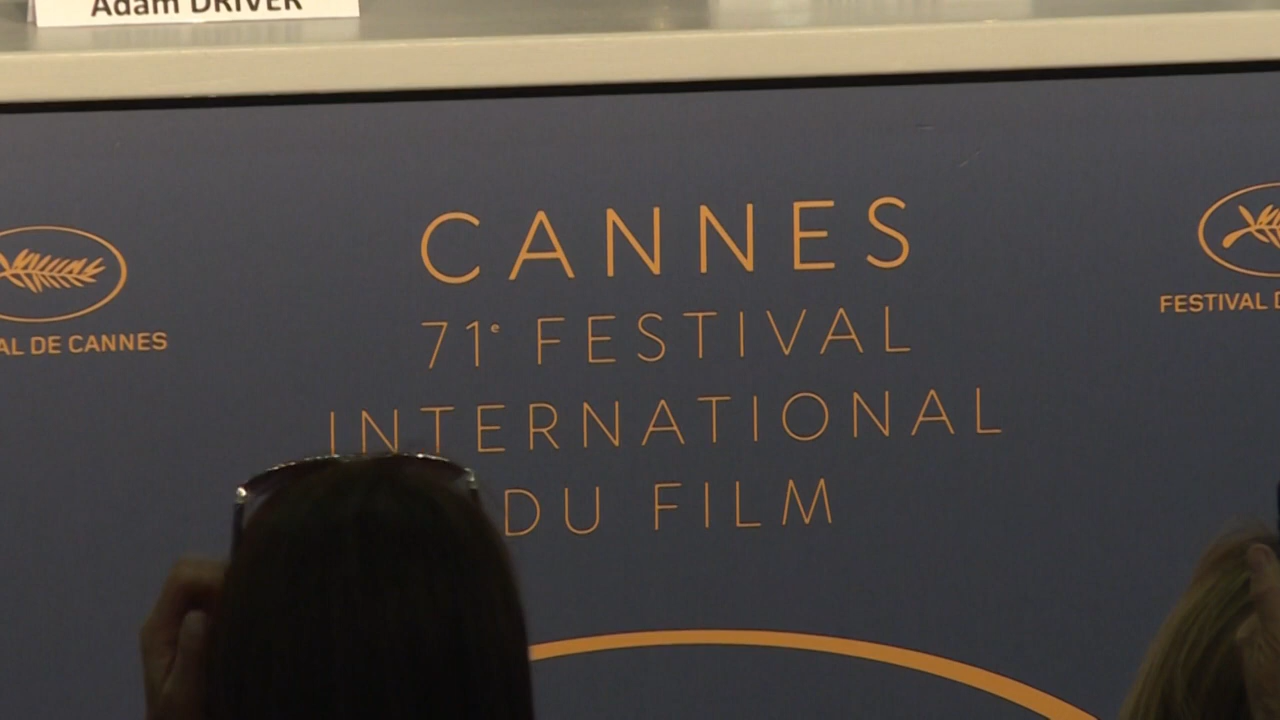 Adam DRIVER
CANNES
71e FESTIVAL
INTERNATIONAL
DU FILM
AL DE CANNES
FESTIVAL D